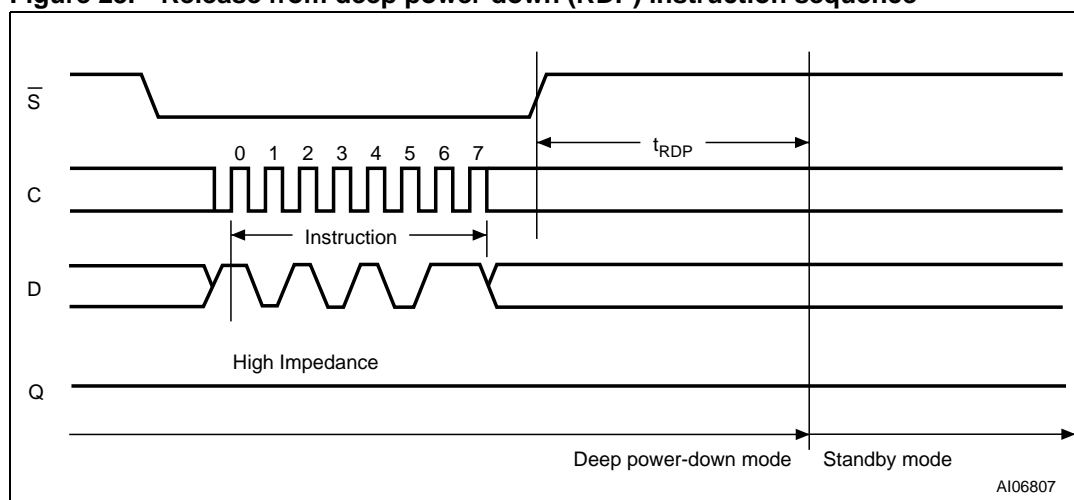 Figure 25. Release from deep power-down (RDP) instruction sequence
S
tRDP
0 1 2 3 4 5 6 7
C
Instruction
D
High Impedance
Q
Deep power-down mode Standby mode
AI06807